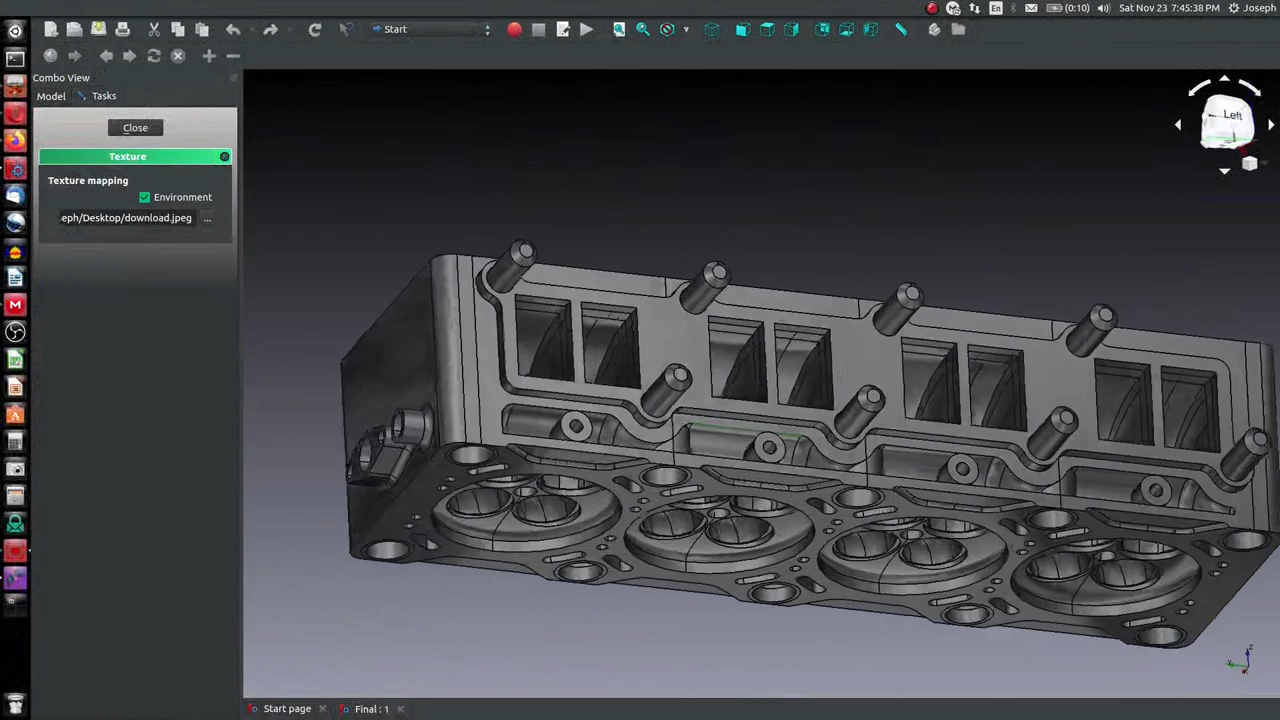 En
(0:10)
Sat Nov 23 7:45:38 PM
Joseph
Start
Combo View
Model
Tasks
Close
Texture
Texture mapping
Environment
.eph/Desktop/download.jpeg
...
Left
Start page
Final : 1